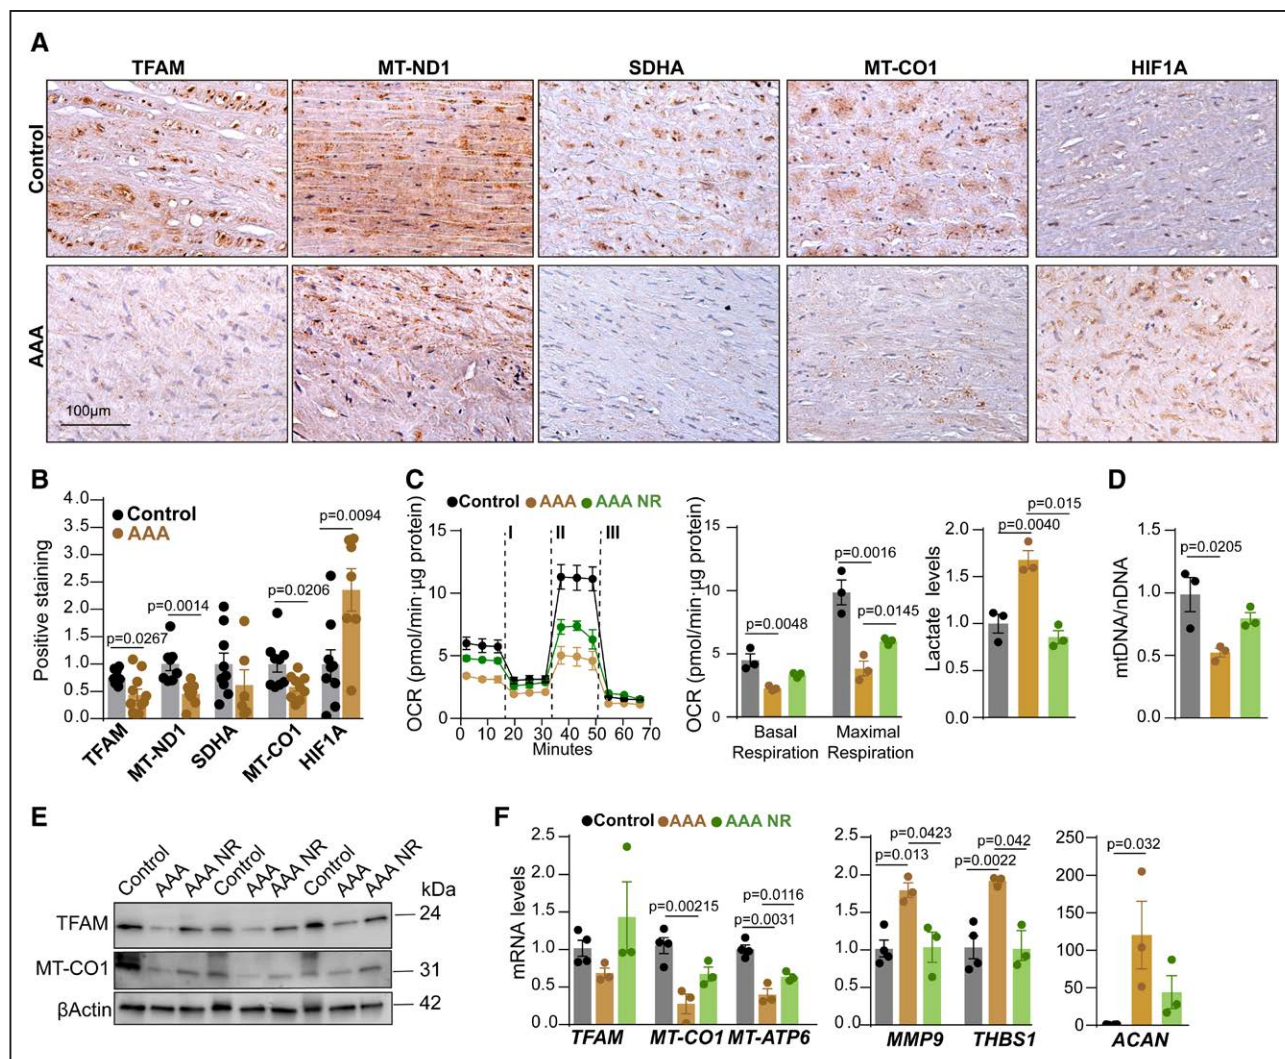 A
TFAM MT-ND1 SDHA MT-CO1 HIF1A
Control
AAA
100µm
B
Positive staining
4.0
3.5
3.0
2.5
2.0
1.5
1.0
0.5
0.0
Control
AAA
p=0.0267
p=0.0014
p=0.0206
p=0.0094
TFAM
MT-ND1
SDHA
MT-CO1
HIF1A
C
Control AAA AAA NR
OCR (pmol/min·µg protein)
15
10
5
0
I II III
0 10 20 30 40 50 60 70
Minutes
OCR (pmol/min·µg protein)
15
10
5
0
p=0.0048
p=0.0016
p=0.0145
Basal Respiration
Maximal Respiration
Lactate levels
2.0
1.5
1.0
0.5
0.0
p=0.015
p=0.0040
D
mtDNA/nDNA
1.5
1.0
0.5
0.0
p=0.0205
E
Control AAA AAA NR Control AAA AAA NR Control AAA AAA NR
kDa
TFAM 24
MT-CO1 31
βActin 42
F
Control AAA AAA NR
mRNA levels
2.5
2.0
1.5
1.0
0.5
0.0
p=0.00215
p=0.0116
p=0.0031
TFAM MT-CO1 MT-ATP6
2.5
2.0
1.5
1.0
0.5
0.0
p=0.0423
p=0.013
p=0.042
p=0.0022
MMP9 THBS1
250
200
150
100
50
0
p=0.032
ACAN